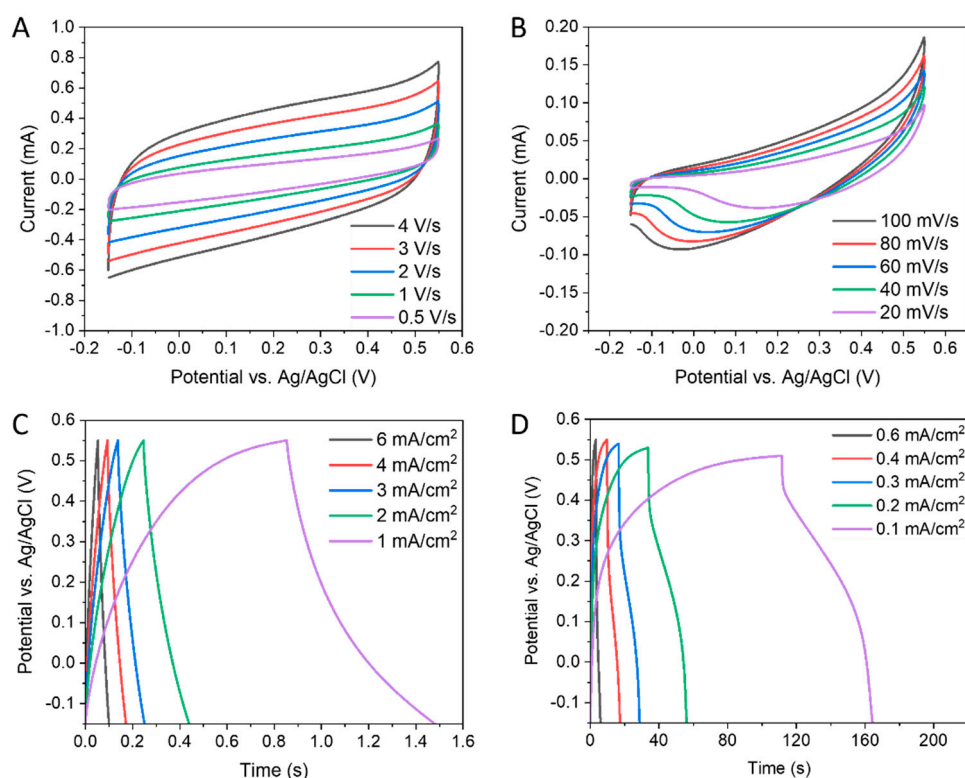 A
1.0
0.8
0.6
0.4
0.2
0.0
-0.2
-0.4
-0.6
-0.8
-1.0
Current (mA)
4 V/s
3 V/s
2 V/s
1 V/s
0.5 V/s
-0.2 -0.1 0.0 0.1 0.2 0.3 0.4 0.5 0.6
Potential vs. Ag/AgCl (V)
B
0.20
0.15
0.10
0.05
0.00
-0.05
-0.10
-0.15
-0.20
Current (mA)
100 mV/s
80 mV/s
60 mV/s
40 mV/s
20 mV/s
-0.2 -0.1 0.0 0.1 0.2 0.3 0.4 0.5 0.6
Potential vs. Ag/AgCl (V)
C
0.6
0.5
0.4
0.3
0.2
0.1
0.0
-0.1
Potential vs. Ag/AgCl (V)
6 mA/cm²
4 mA/cm²
3 mA/cm²
2 mA/cm²
1 mA/cm²
0.0 0.2 0.4 0.6 0.8 1.0 1.2 1.4 1.6
Time (s)
D
0.6
0.5
0.4
0.3
0.2
0.1
0.0
-0.1
Potential vs. Ag/AgCl (V)
0.6 mA/cm²
0.4 mA/cm²
0.3 mA/cm²
0.2 mA/cm²
0.1 mA/cm²
0 40 80 120 160 200
Time (s)